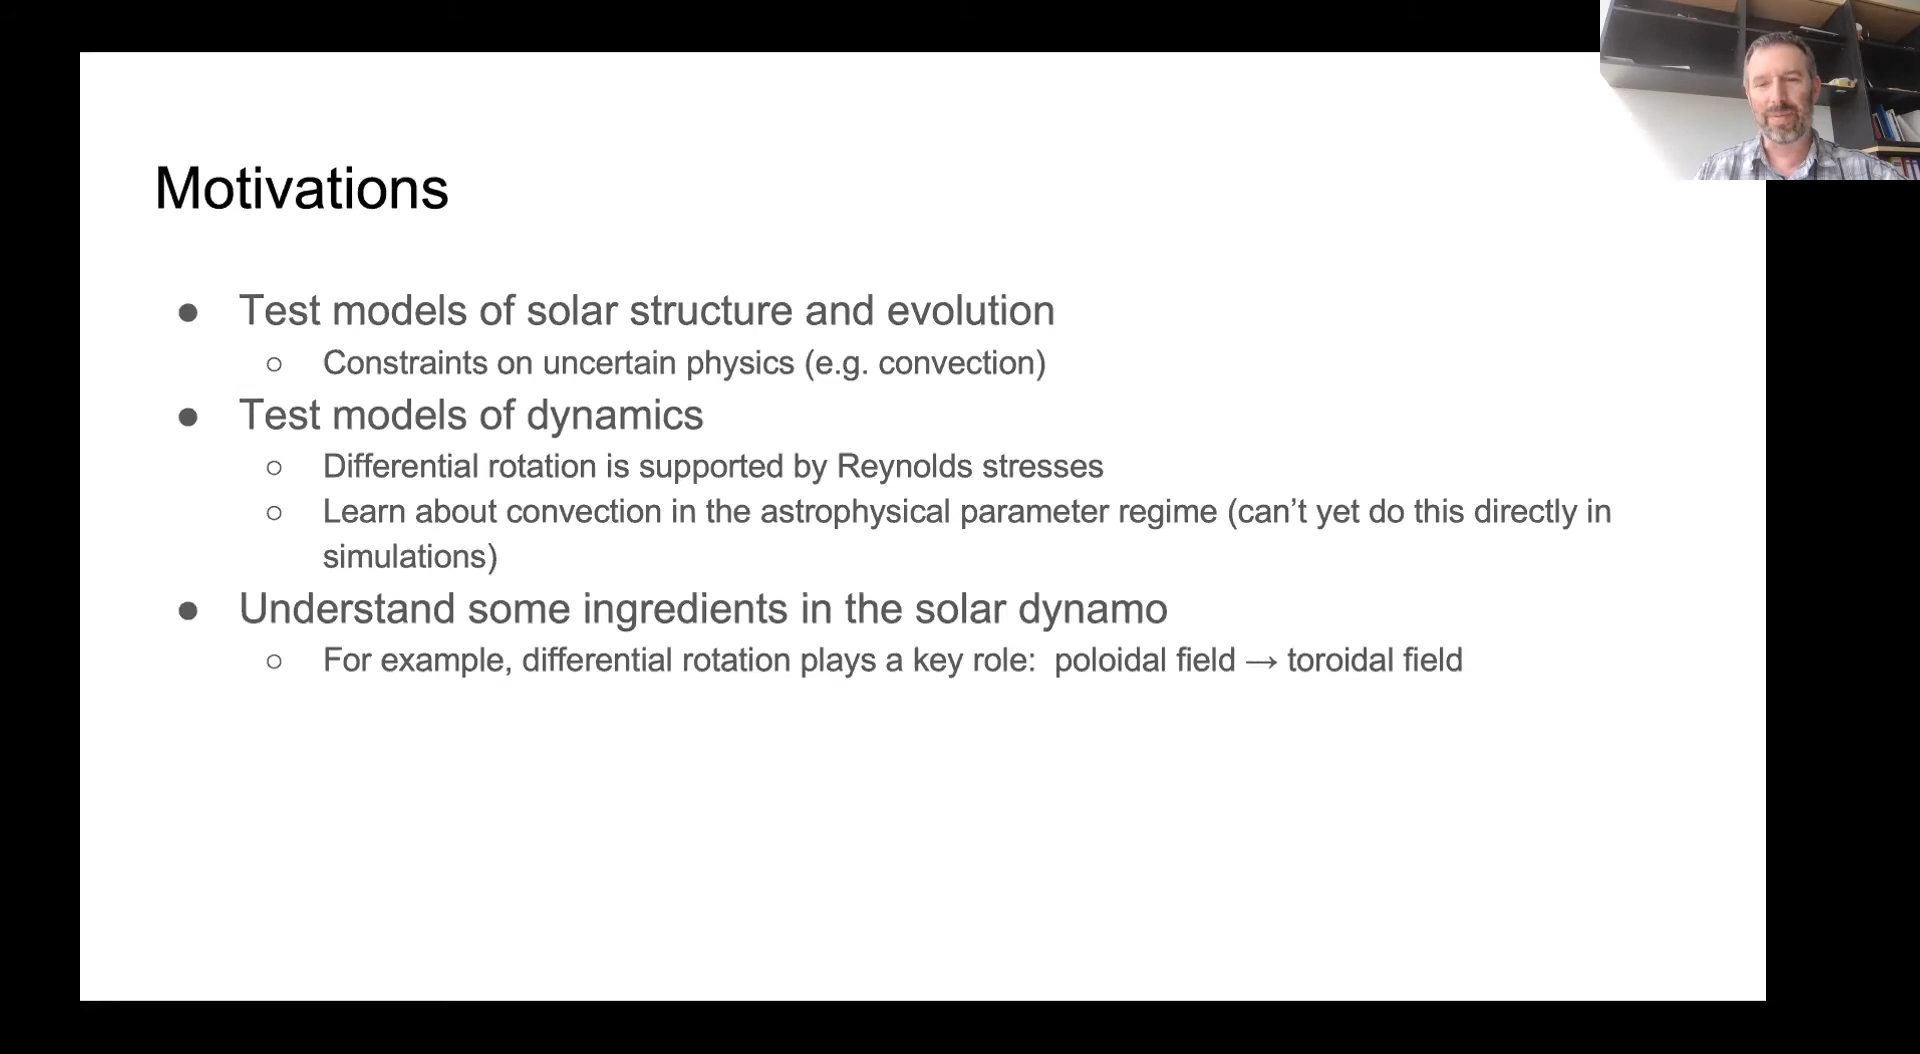 Motivations
● Test models of solar structure and evolution
○ Constraints on uncertain physics (e.g. convection)
● Test models of dynamics
○ Differential rotation is supported by Reynolds stresses
○ Learn about convection in the astrophysical parameter regime (can’t yet do this directly in
simulations)
● Understand some ingredients in the solar dynamo
○ For example, differential rotation plays a key role:  poloidal field → toroidal field